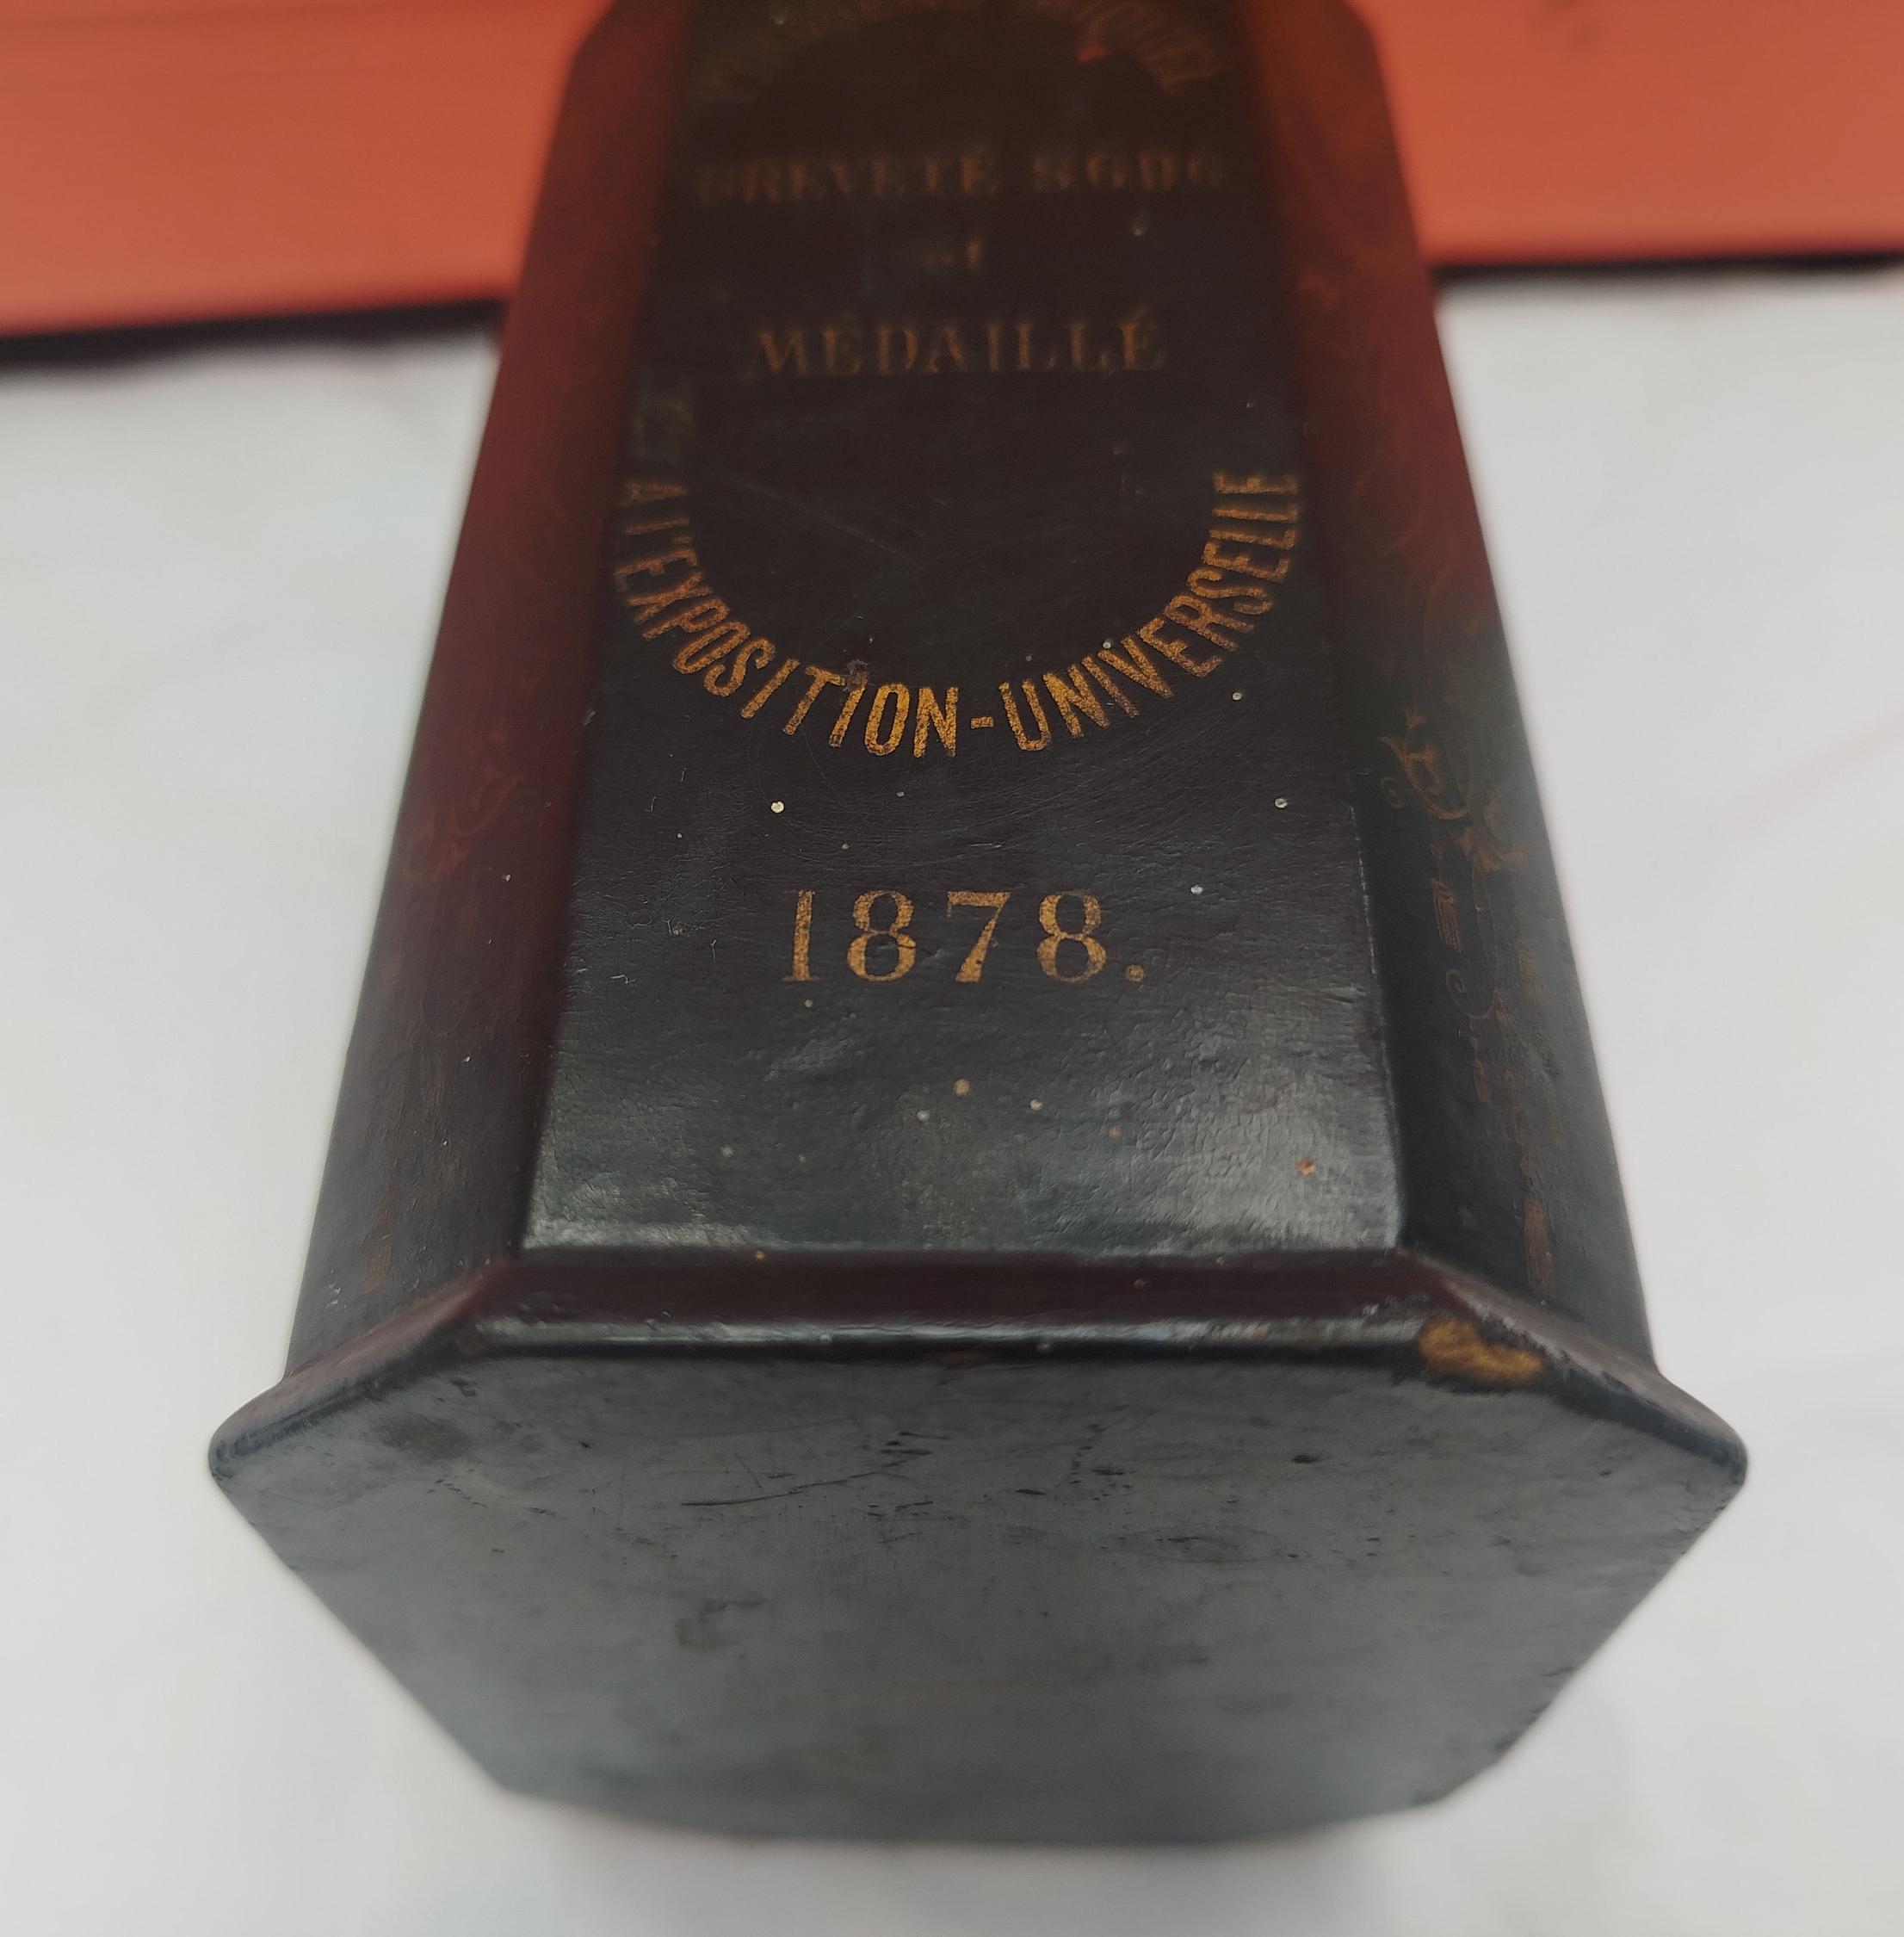 BREVETÉ S.G.D.G
et
MÉDAILLÉ
A l'EXPOSITION-UNIVERSELLE
1878.